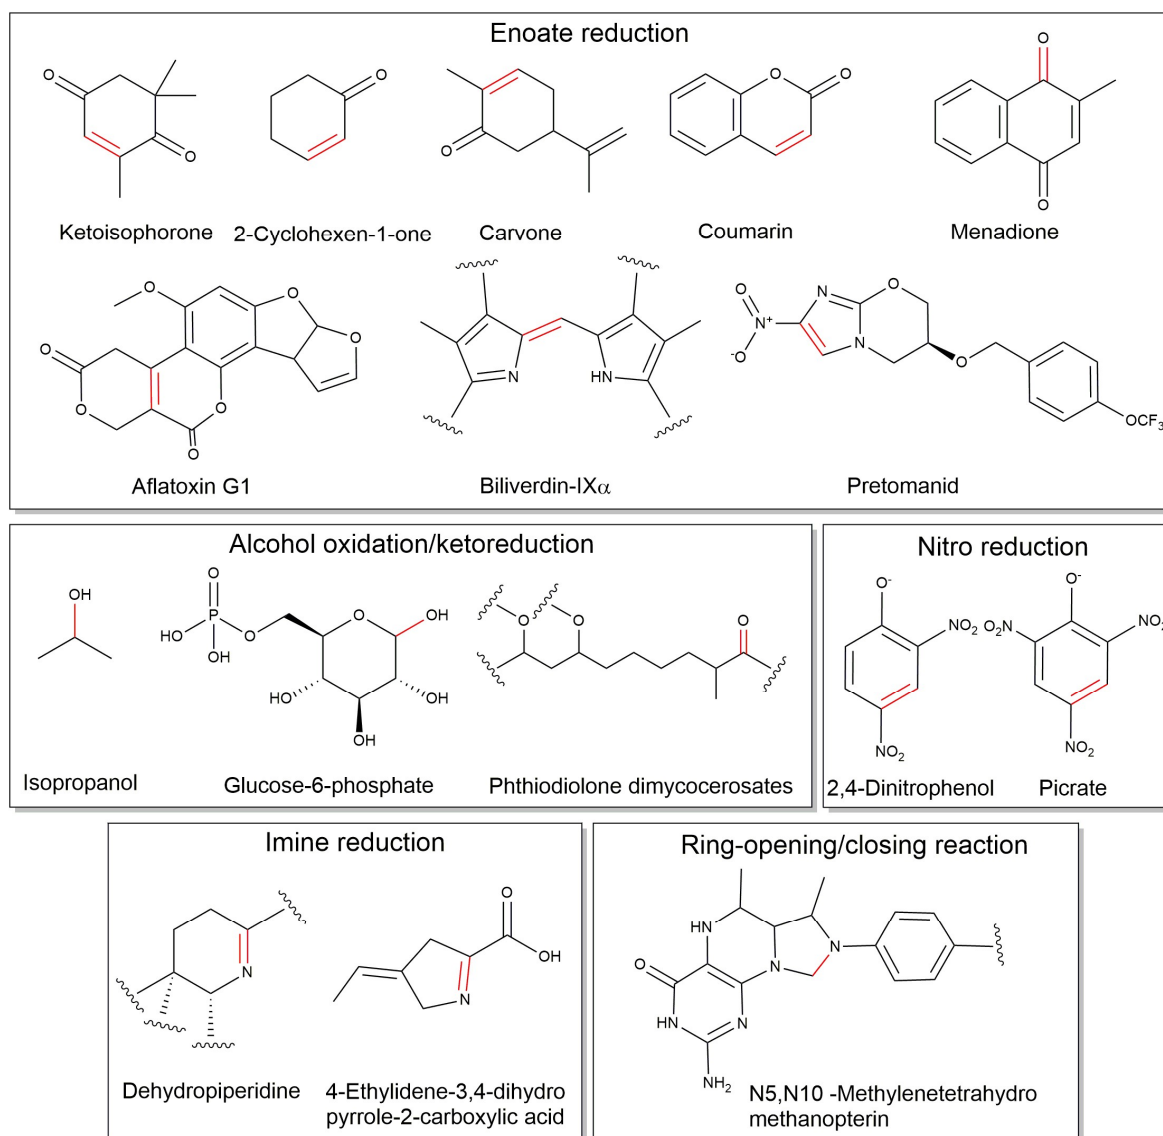 Enoate reduction
O
O
O
O
O
O
O
O
O
Ketoisophorone
2-Cyclohexen-1-one
Carvone
Coumarin
Menadione
O
O
O
O
O
O
O
N
HN
O
N+
-O
N
N
O
O
OCF3
Aflatoxin G1
Biliverdin-IXα
Pretomanid
Alcohol oxidation/ketoreduction
OH
O
HO
P
OH
O
O
OH
HO
OH
OH
O
O
O
Isopropanol
Glucose-6-phosphate
Phthiodiolone dimycocerosates
Nitro reduction
O-
NO2
NO2
O-
O2N
NO2
NO2
2,4-Dinitrophenol
Picrate
Imine reduction
N
O
OH
N
Dehydropiperidine
4-Ethylidene-3,4-dihydro
pyrrole-2-carboxylic acid
Ring-opening/closing reaction
HN
N
O
N
HN
N
NH2
N5,N10 -Methylenetetrahydro
methanopterin